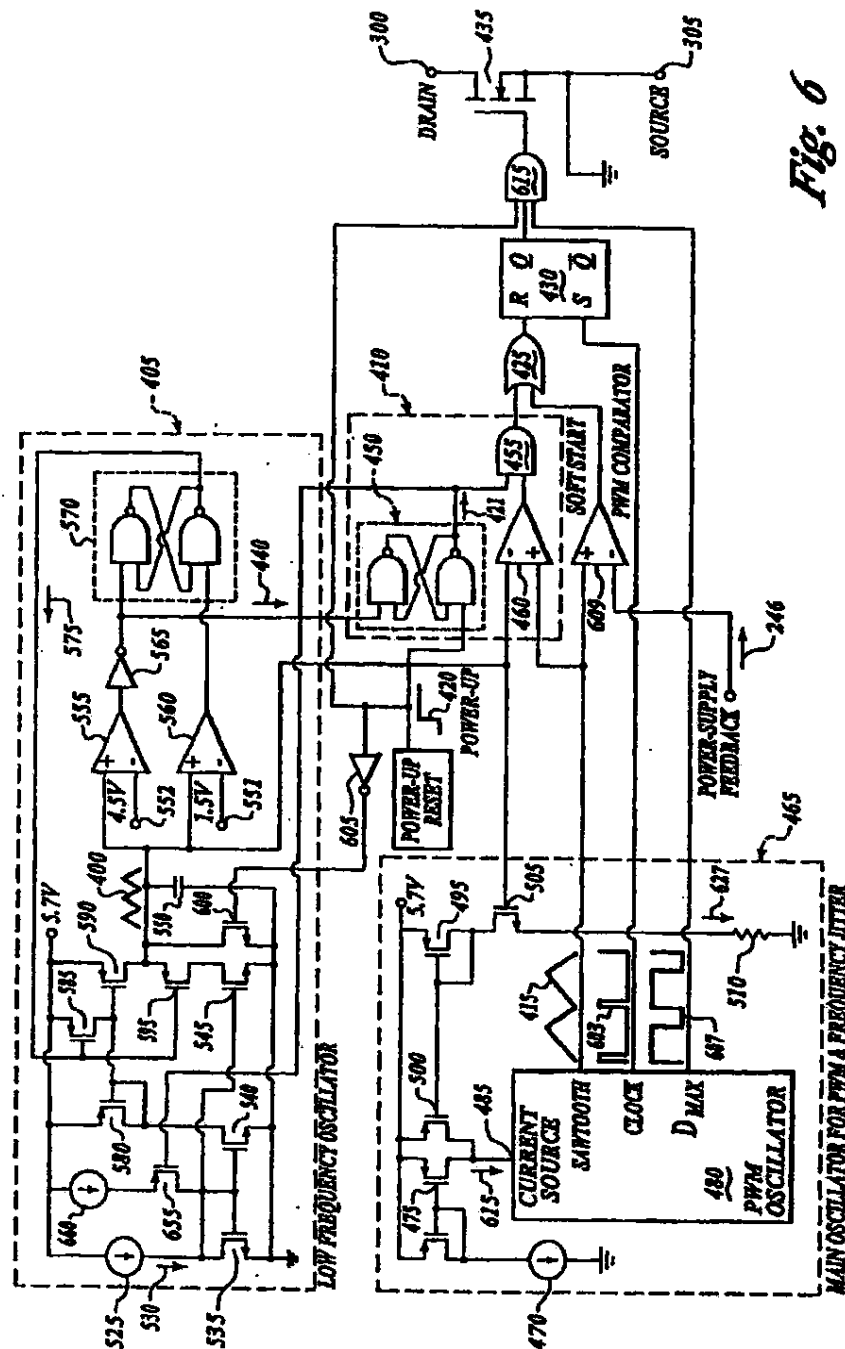 405
570
575
440
565
555
560
4.5V
552
1.5V
551
400
5.7V
590
585
550
600
595
545
580
540
660
655
525
530
535
LOW FREQUENCY OSCILLATOR
300
DRAIN
435
305
SOURCE
615
R Q
430
S Q
425
410
450
455
421
460
SOFT START
PWM COMPARATOR
609
605
POWER-UP
RESET
420
POWER-UP
246
POWER-SUPPLY
FEEDBACK
465
5.7V
495
505
627
510
500
475
485
615
470
415
603
607
CURRENT
SOURCE
SAWTOOTH
CLOCK
DMAX
480
PWM
OSCILLATOR
MAIN OSCILLATOR FOR PWM & FREQUENCY JITTER
Fig. 6